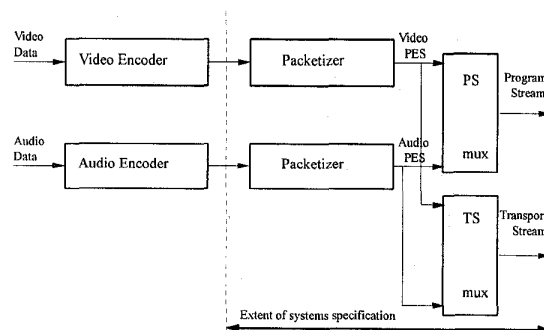 Video
Data
Video Encoder
Packetizer
Video
PES
PS
mux
Program
Stream
Audio
Data
Audio Encoder
Packetizer
Audio
PES
TS
mux
Transpor
Stream
Extent of systems specification